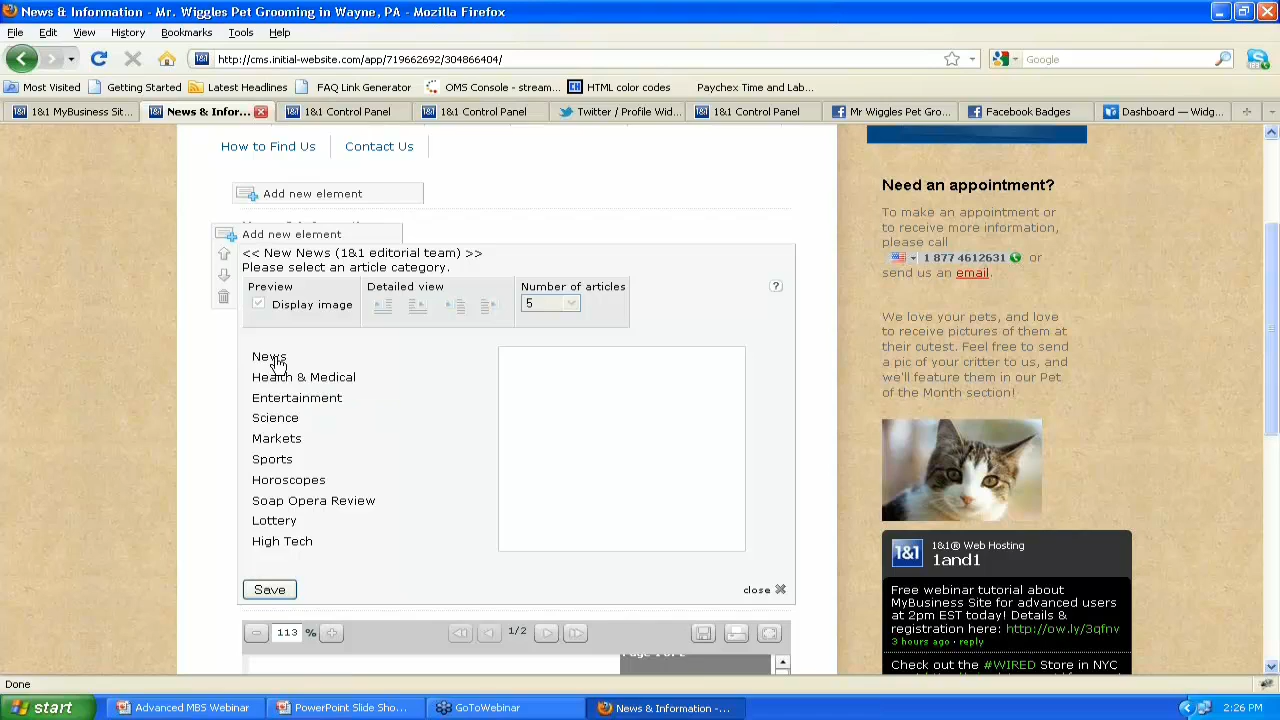 News & Information - Mr. Wiggles Pet Grooming in Wayne, PA - Mozilla Firefox
File Edit View History Bookmarks Tools Help
http://cms.initial-website.com/app/719662692/304866404/
Google
Most Visited Getting Started Latest Headlines FAQ Link Generator OMS Console - stream... HTML color codes Paychex Time and Lab...
1&1 MyBusiness Sit... News & Infor... 1&1 Control Panel 1&1 Control Panel Twitter / Profile Wid... 1&1 Control Panel Mr Wiggles Pet Gro... Facebook Badges Dashboard — Widg...
How to Find Us Contact Us
Add new element
Add new element
<< New News (1&1 editorial team) >>
Please select an article category.
Prev. Detailed view Number of articles
Display image 5
?
News
Health & Medical
Entertainment
Science
Markets
Sports
Horoscopes
Soap Opera Review
Lottery
High Tech
Save close
113 % 1/2
Need an appointment?
To make an appointment or
to receive more information,
please call
1 877 4612631 or
send us an email.
We love your pets, and love
to receive pictures of them at
their cutest. Feel free to send
a pic of your critter to us, and
we'll feature them in our Pet
of the Month section!
1&1
1&1® Web Hosting
1and1
Free webinar tutorial about
MyBusiness Site for advanced users
at 2pm EST today! Details &
registration here: http://ow.ly/3qfnv
3 hours ago · reply
Check out the #WIRED Store in NYC
Done
start Advanced MBS Webinar PowerPoint Slide Sho... GoToWebinar News & Information -... 2:26 PM